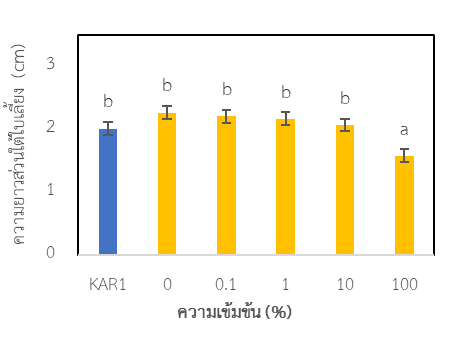 ความยาวส่วนใต้ใบเลี้ยง (cm)
3
2
1
0
b b b b b a
KAR1 0 0.1 1 10 100
ความเข้มข้น (%)